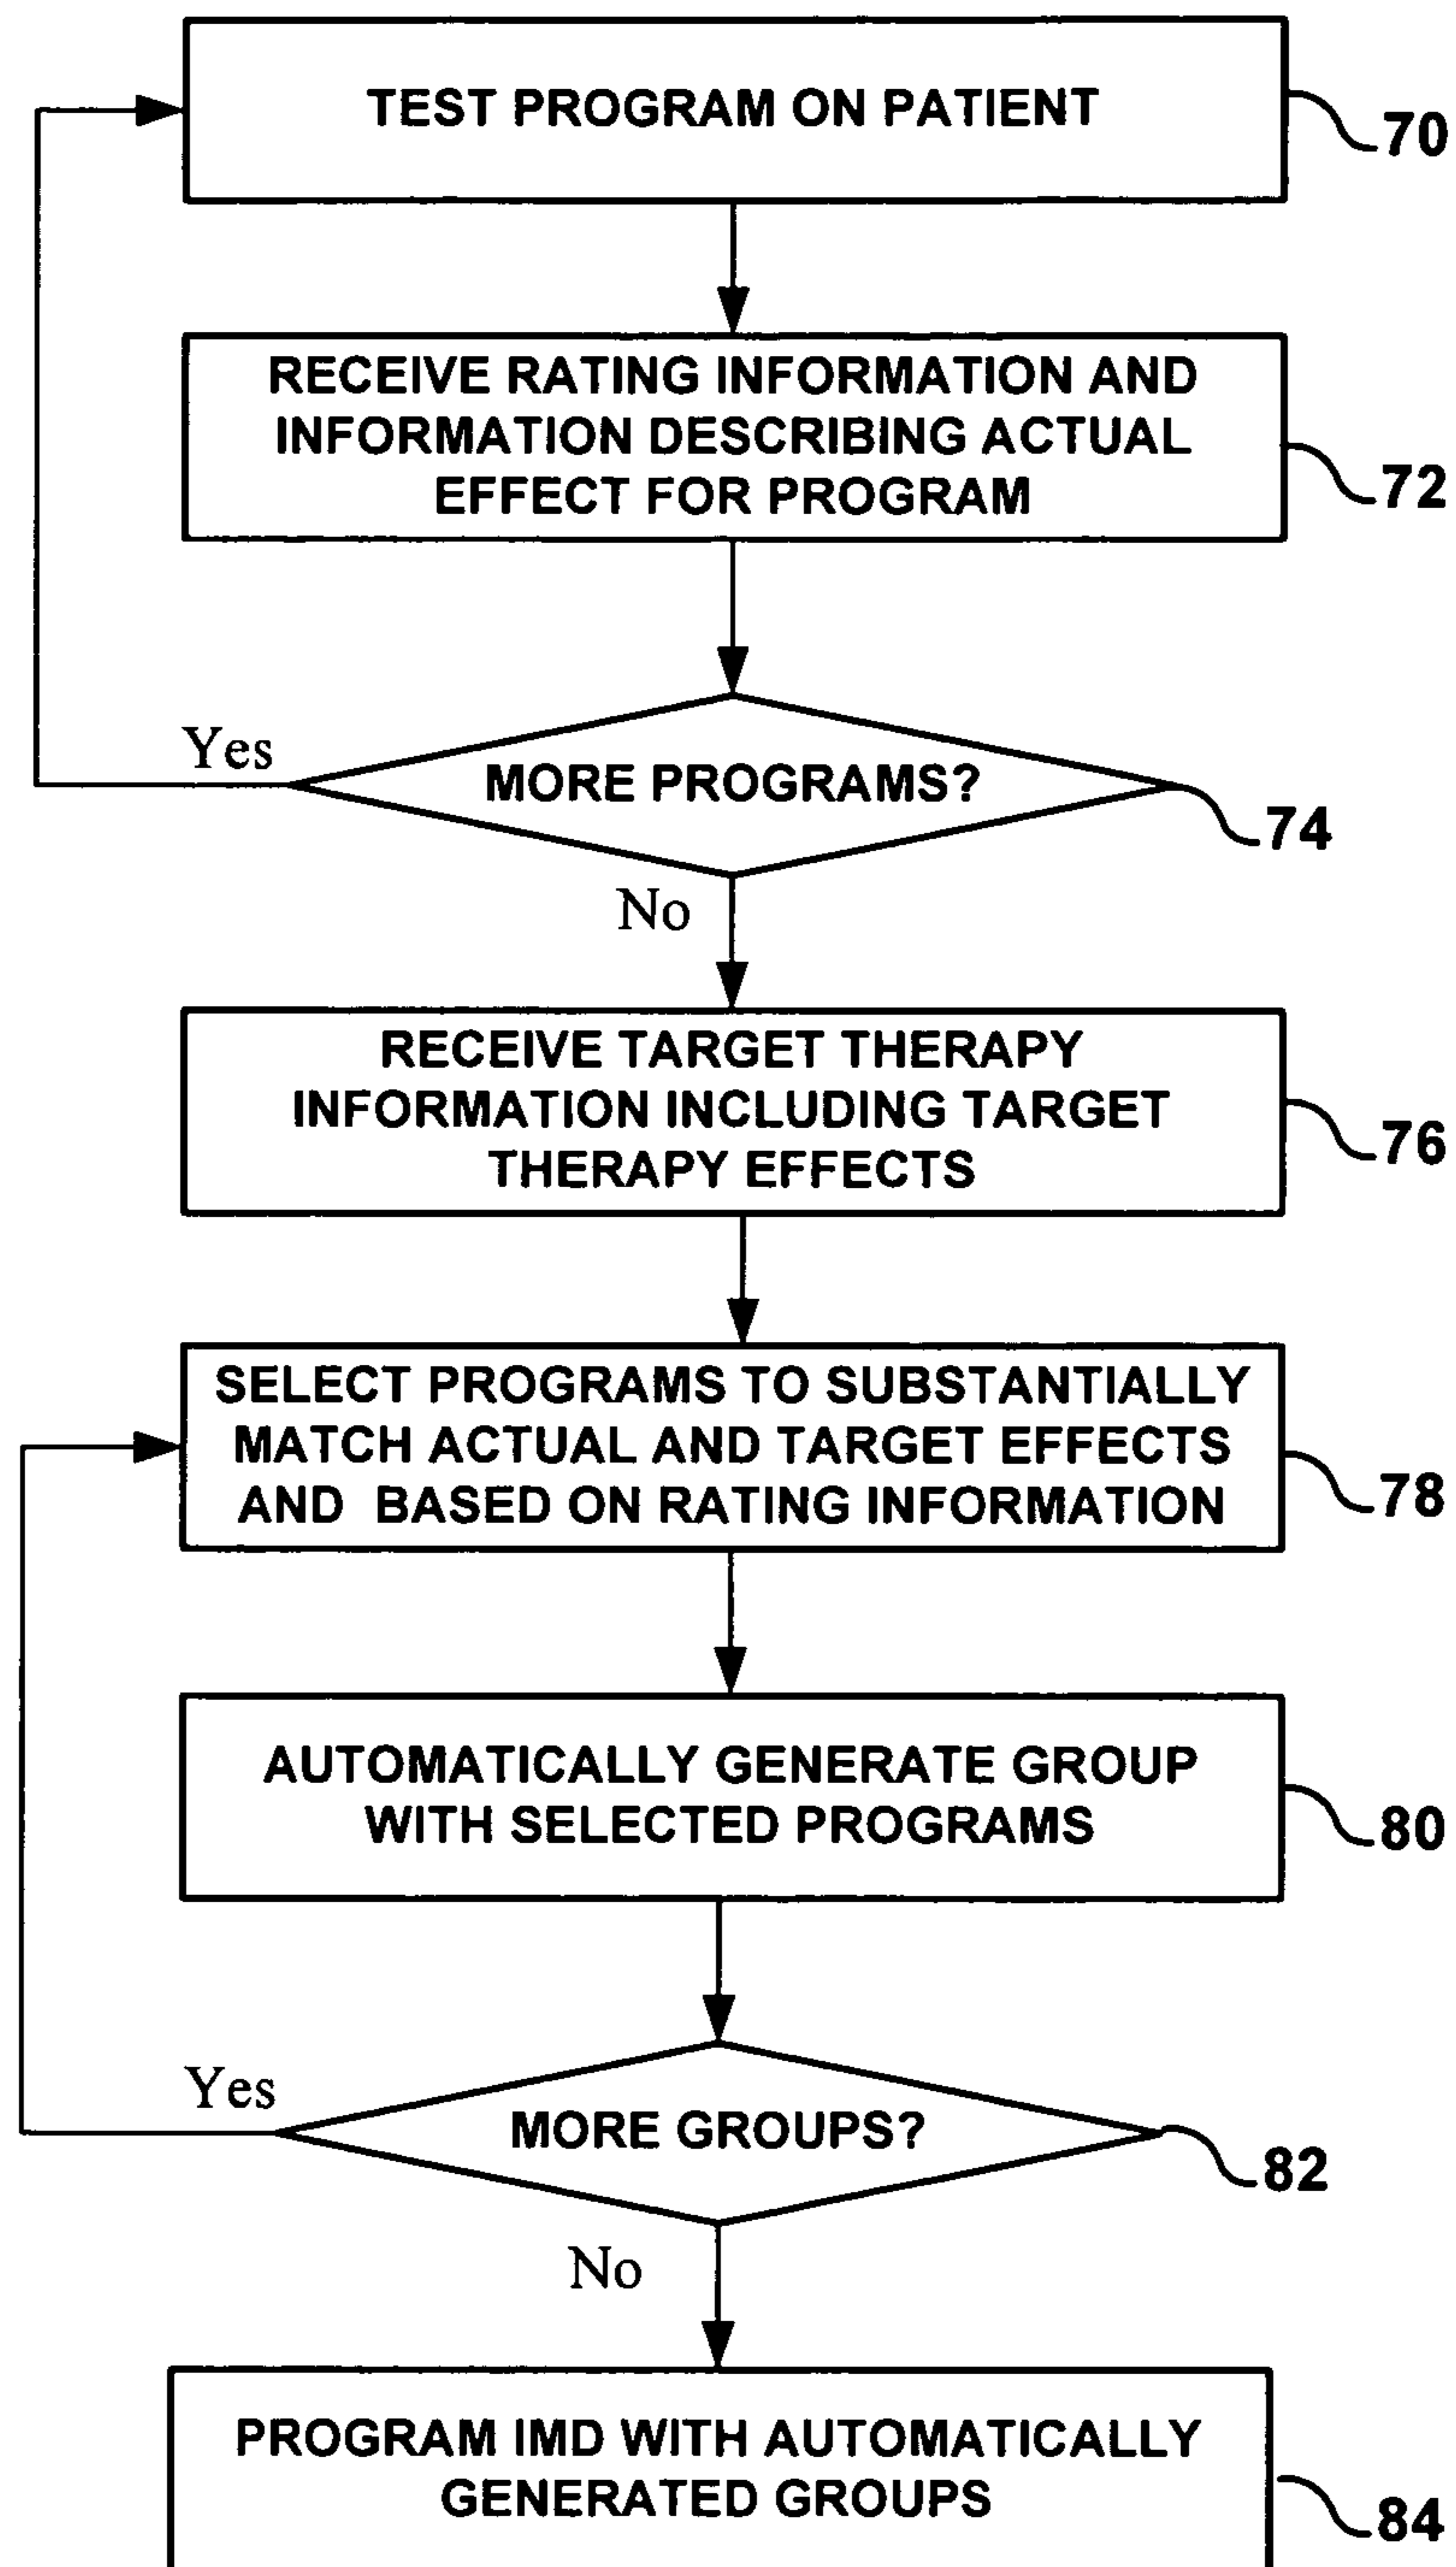 TEST PROGRAM ON PATIENT
70
RECEIVE RATING INFORMATION AND
INFORMATION DESCRIBING ACTUAL
EFFECT FOR PROGRAM
72
Yes
MORE PROGRAMS?
74
No
RECEIVE TARGET THERAPY
INFORMATION INCLUDING TARGET
THERAPY EFFECTS
76
SELECT PROGRAMS TO SUBSTANTIALLY
MATCH ACTUAL AND TARGET EFFECTS
AND BASED ON RATING INFORMATION
78
AUTOMATICALLY GENERATE GROUP
WITH SELECTED PROGRAMS
80
Yes
MORE GROUPS?
82
No
PROGRAM IMD WITH AUTOMATICALLY
GENERATED GROUPS
84